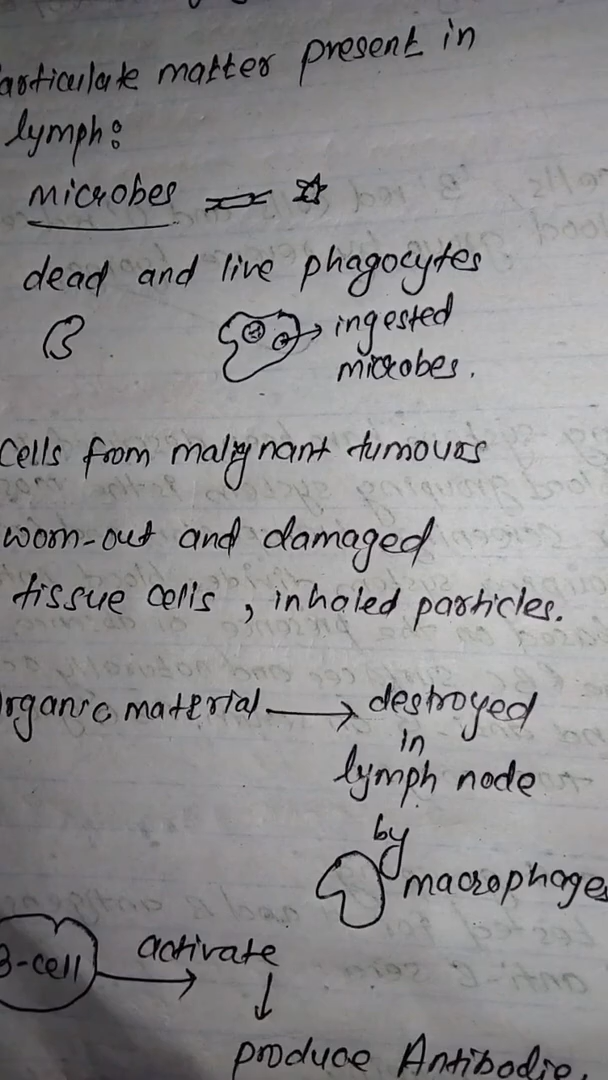 articulate matter present in
lymph:
microbes
dead and live phagocytes
ingested
microbes.
cells from malignant tumours
worn-out and damaged
tissue cells, inhaled particles.
rganic material → destroyed
in
lymph node
by
macrophages
B-cell activate
↓
produce Antibodie.